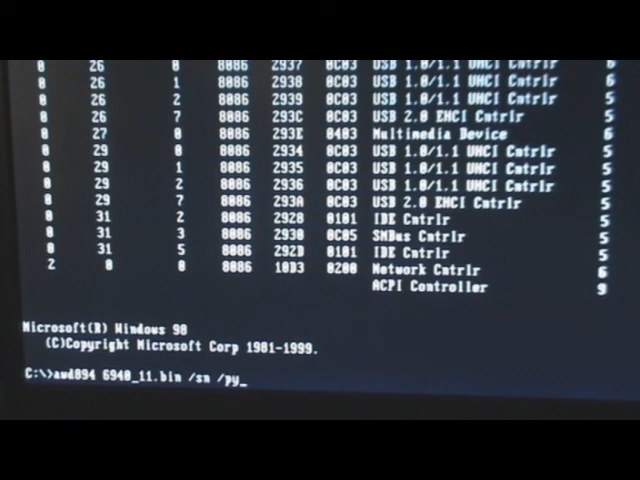 0 26 0 8086 2937 0C03 USB 1.0/1.1 UHCI Cntrlr 6
0 26 1 8086 2938 0C03 USB 1.0/1.1 UHCI Cntrlr 6
0 26 2 8086 2939 0C03 USB 1.0/1.1 UHCI Cntrlr 5
0 26 7 8086 293C 0C03 USB 2.0 EHCI Cntrlr 5
0 27 0 8086 293E 0403 Multimedia Device 6
0 29 0 8086 2934 0C03 USB 1.0/1.1 UHCI Cntrlr 5
0 29 1 8086 2935 0C03 USB 1.0/1.1 UHCI Cntrlr 5
0 29 2 8086 2936 0C03 USB 1.0/1.1 UHCI Cntrlr 5
0 29 7 8086 293A 0C03 USB 2.0 EHCI Cntrlr 5
0 31 2 8086 2920 0101 IDE Cntrlr 5
0 31 3 8086 2930 0C05 SMBus Cntrlr 5
0 31 5 8086 292D 0101 IDE Cntrlr 5
2 0 0 8086 10D3 0200 Network Cntrlr 6
ACPI Controller 9
Microsoft(R) Windows 98
(C)Copyright Microsoft Corp 1981-1999.
C:\>awd894 6940_11.bin /sn /py_